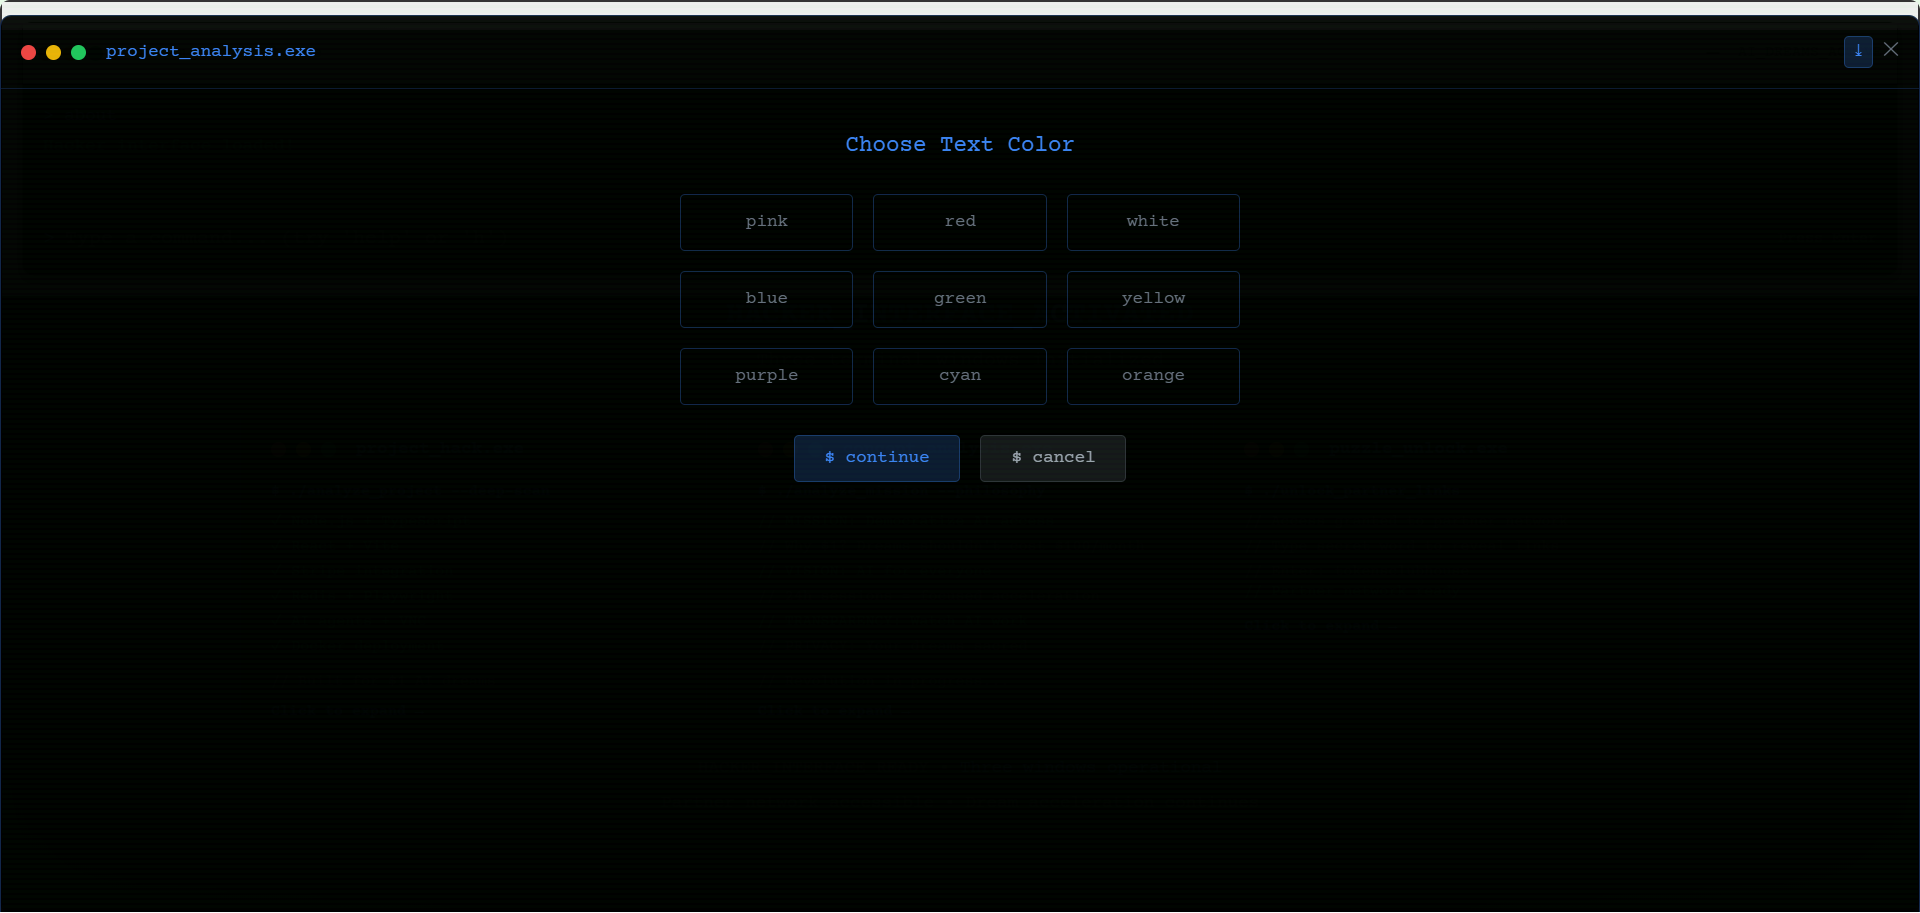 project_analysis.exe
Choose Text Color
pink red white
blue green yellow
purple cyan orange
$ continue $ cancel